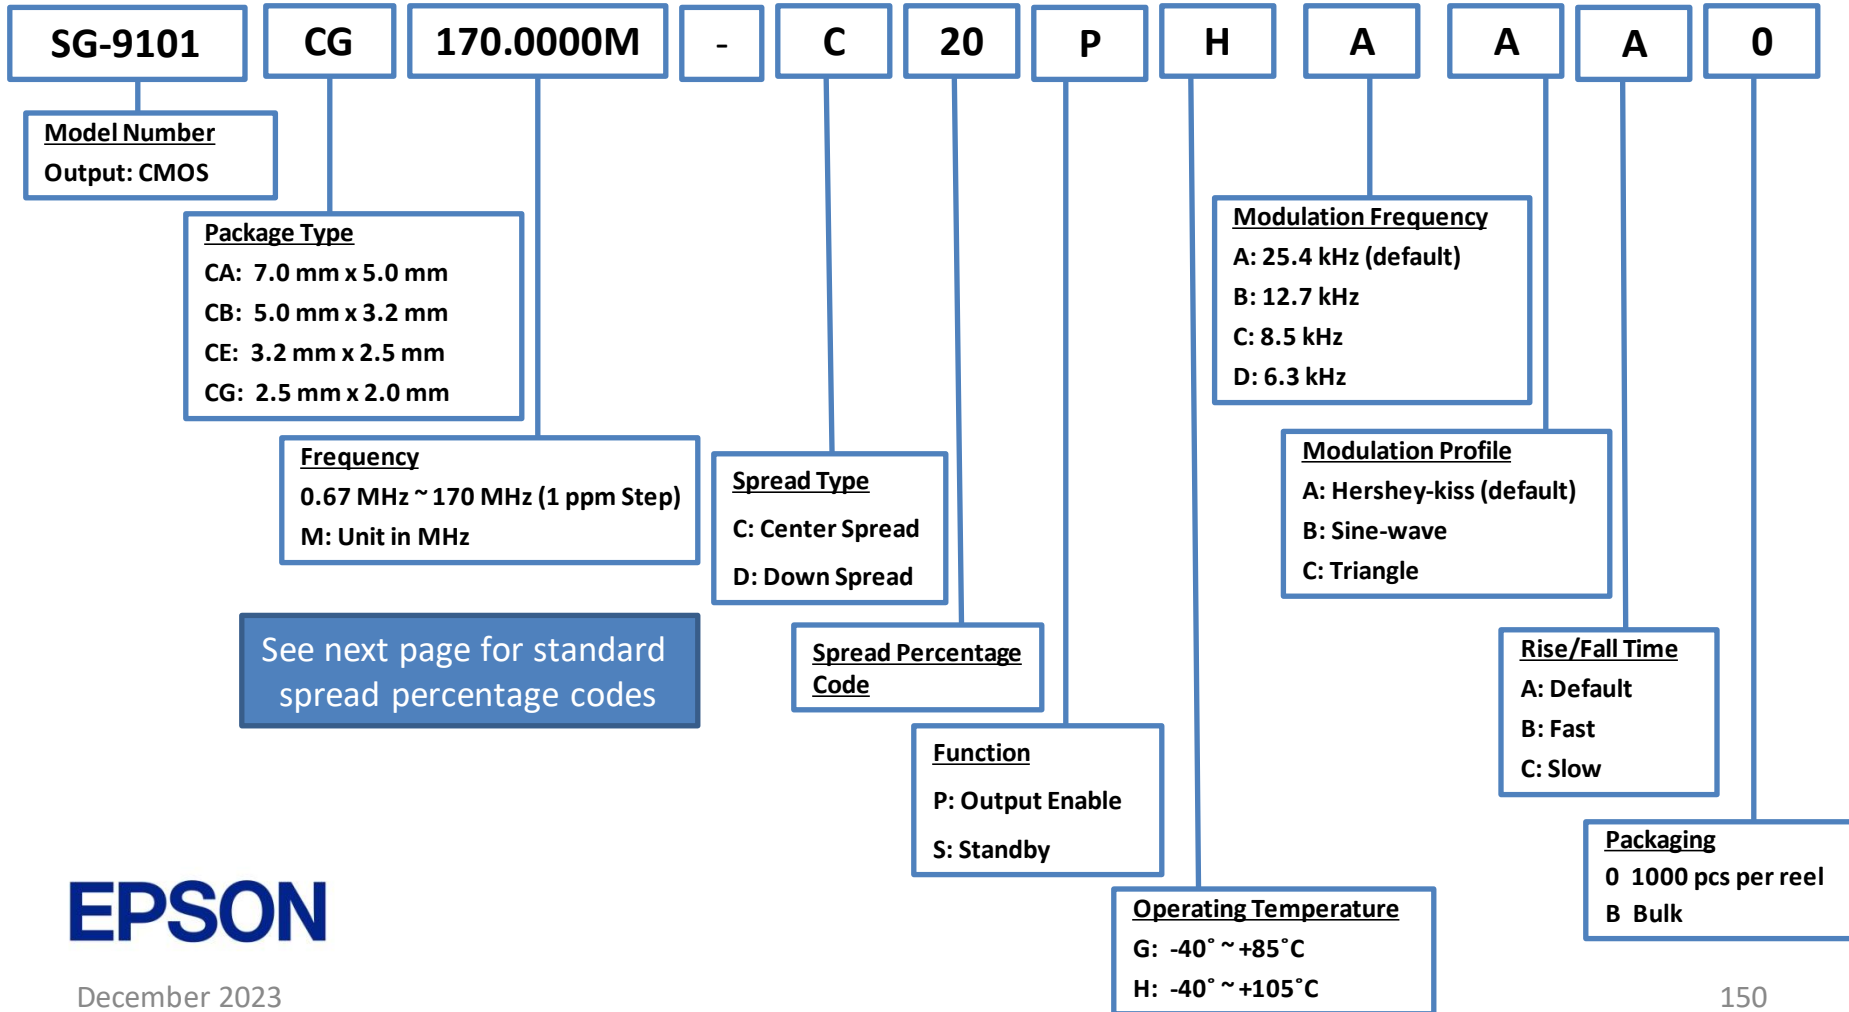 SG-9101 CG 170.0000M - C 20 P H A A A 0
Model Number
Output: CMOS
Package Type
CA: 7.0 mm x 5.0 mm
CB: 5.0 mm x 3.2 mm
CE: 3.2 mm x 2.5 mm
CG: 2.5 mm x 2.0 mm
Frequency
0.67 MHz ~ 170 MHz (1 ppm Step)
M: Unit in MHz
Spread Type
C: Center Spread
D: Down Spread
See next page for standard
spread percentage codes
Spread Percentage
Code
Function
P: Output Enable
S: Standby
Operating Temperature
G: -40˚ ~ +85˚C
H: -40˚ ~ +105˚C
Modulation Frequency
A: 25.4 kHz (default)
B: 12.7 kHz
C: 8.5 kHz
D: 6.3 kHz
Modulation Profile
A: Hershey-kiss (default)
B: Sine-wave
C: Triangle
Rise/Fall Time
A: Default
B: Fast
C: Slow
Packaging
0 1000 pcs per reel
B Bulk
EPSON
December 2023
150